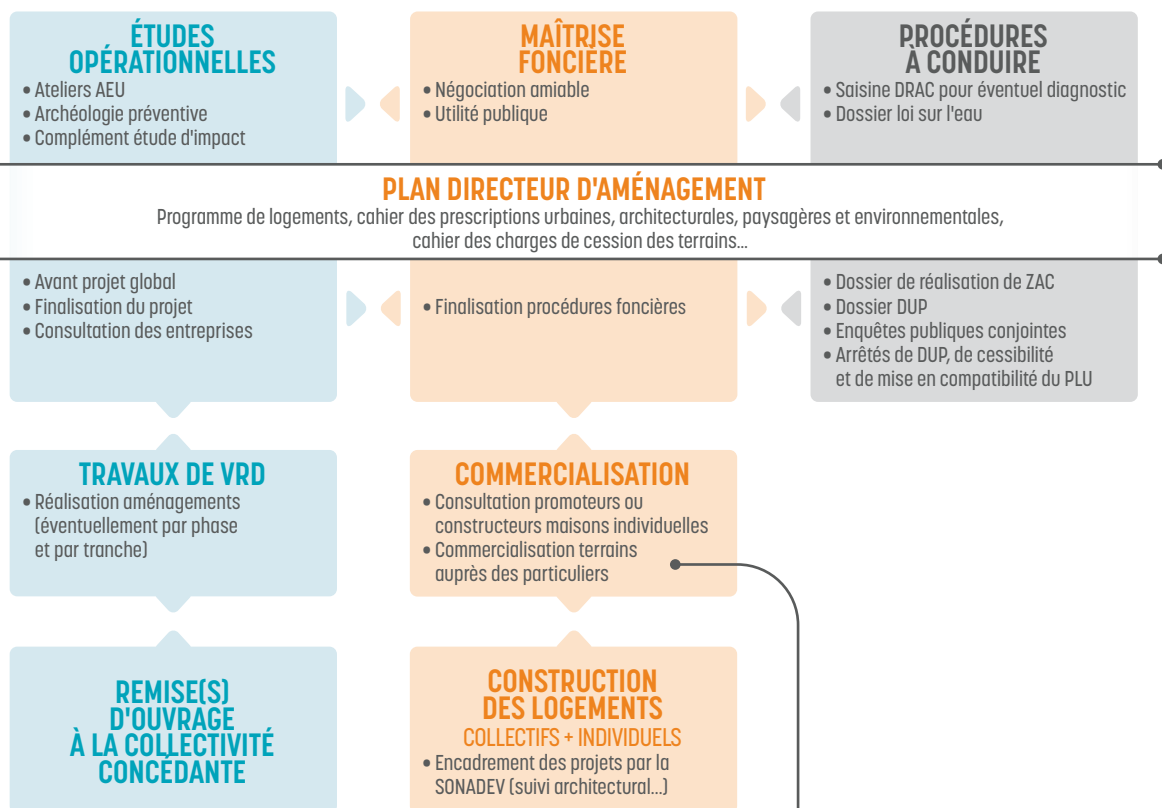 ÉTUDES
OPÉRATIONNELLES
• Ateliers AEU
• Archéologie préventive
• Complément étude d'impact
MAÎTRISE
FONCIÈRE
• Négociation amiable
• Utilité publique
PROCÉDURES
À CONDUIRE
• Saisine DRAC pour éventuel diagnostic
• Dossier loi sur l'eau
PLAN DIRECTEUR D'AMÉNAGEMENT
Programme de logements, cahier des prescriptions urbaines, architecturales, paysagères et environnementales,
cahier des charges de cession des terrains...
• Avant projet global
• Finalisation du projet
• Consultation des entreprises
• Finalisation procédures foncières
• Dossier de réalisation de ZAC
• Dossier DUP
• Enquêtes publiques conjointes
• Arrêtés de DUP, de cessibilité
et de mise en compatibilité du PLU
TRAVAUX DE VRD
• Réalisation aménagements
(éventuellement par phase
et par tranche)
COMMERCIALISATION
• Consultation promoteurs ou
constructeurs maisons individuelles
• Commercialisation terrains
auprès des particuliers
REMISE(S)
D'OUVRAGE
À LA COLLECTIVITÉ
CONCÉDANTE
CONSTRUCTION
DES LOGEMENTS
COLLECTIFS + INDIVIDUELS
• Encadrement des projets par la
SONADEV (suivi architectural...)